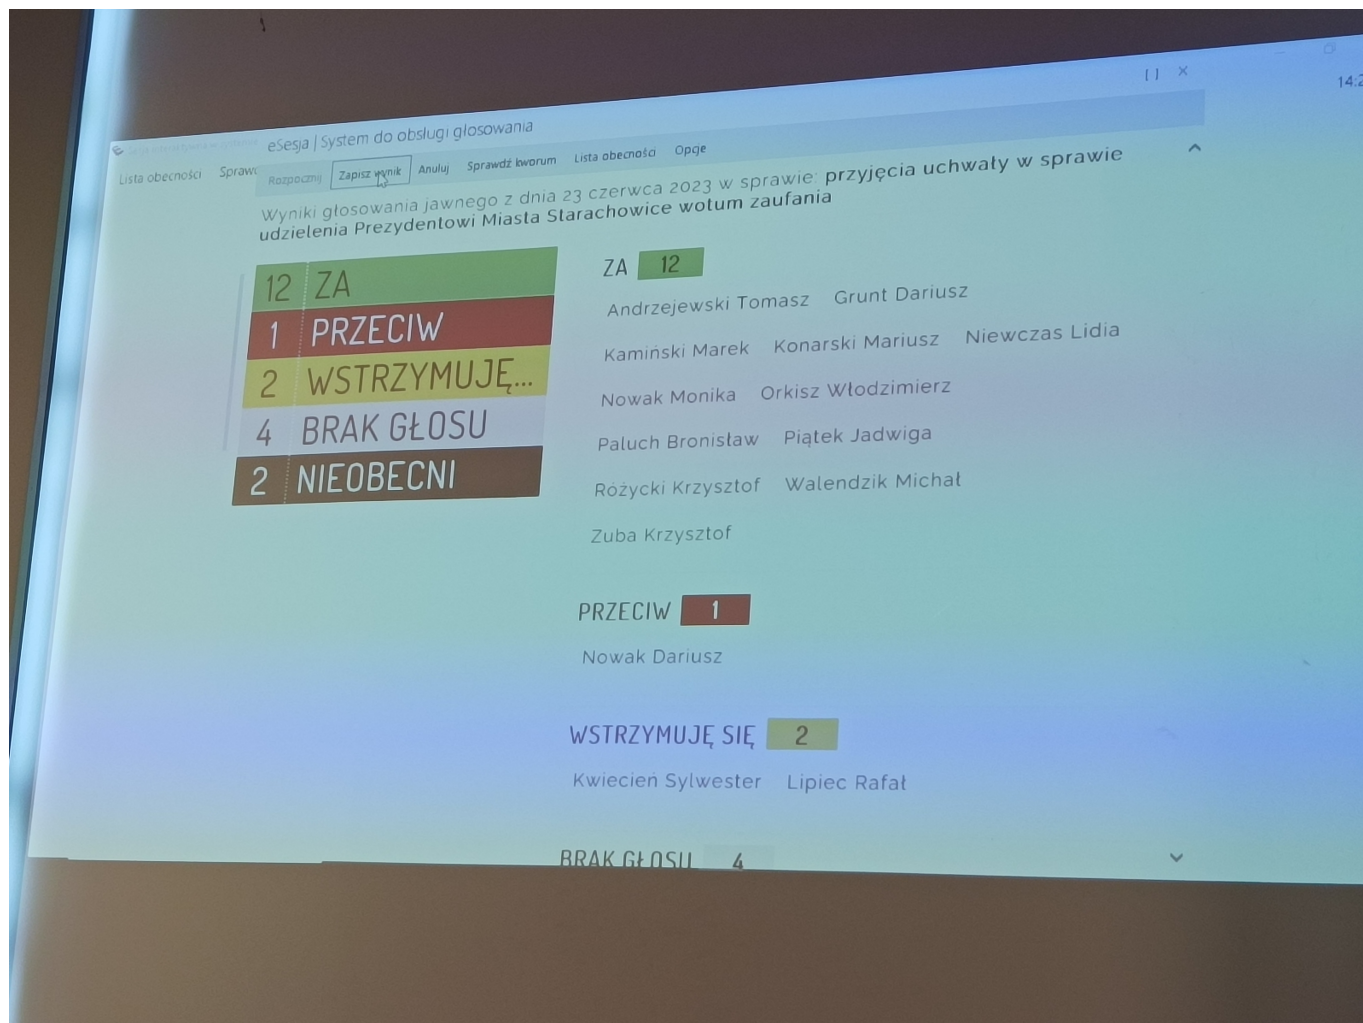 eSesja | System do obsługi głosowania
[ ] ×
14:2
Lista obecności Rozpocznij Zapisz wynik Anuluj Sprawdź kworum Lista obecności Opcje
Wyniki głosowania jawnego z dnia 23 czerwca 2023 w sprawie: przyjęcia uchwały w sprawie
udzielenia Prezydentowi Miasta Starachowice wotum zaufania
12 ZA
1 PRZECIW
2 WSTRZYMUJĘ...
4 BRAK GŁOSU
2 NIEOBECNI
ZA 12
Andrzejewski Tomasz Grunt Dariusz
Kamiński Marek Konarski Mariusz Niewczas Lidia
Nowak Monika Orkisz Włodzimierz
Paluch Bronisław Piątek Jadwiga
Różycki Krzysztof Walendzik Michał
Zuba Krzysztof
PRZECIW 1
Nowak Dariusz
WSTRZYMUJĘ SIĘ 2
Kwiecień Sylwester Lipiec Rafał
BRAK GŁOSU 4